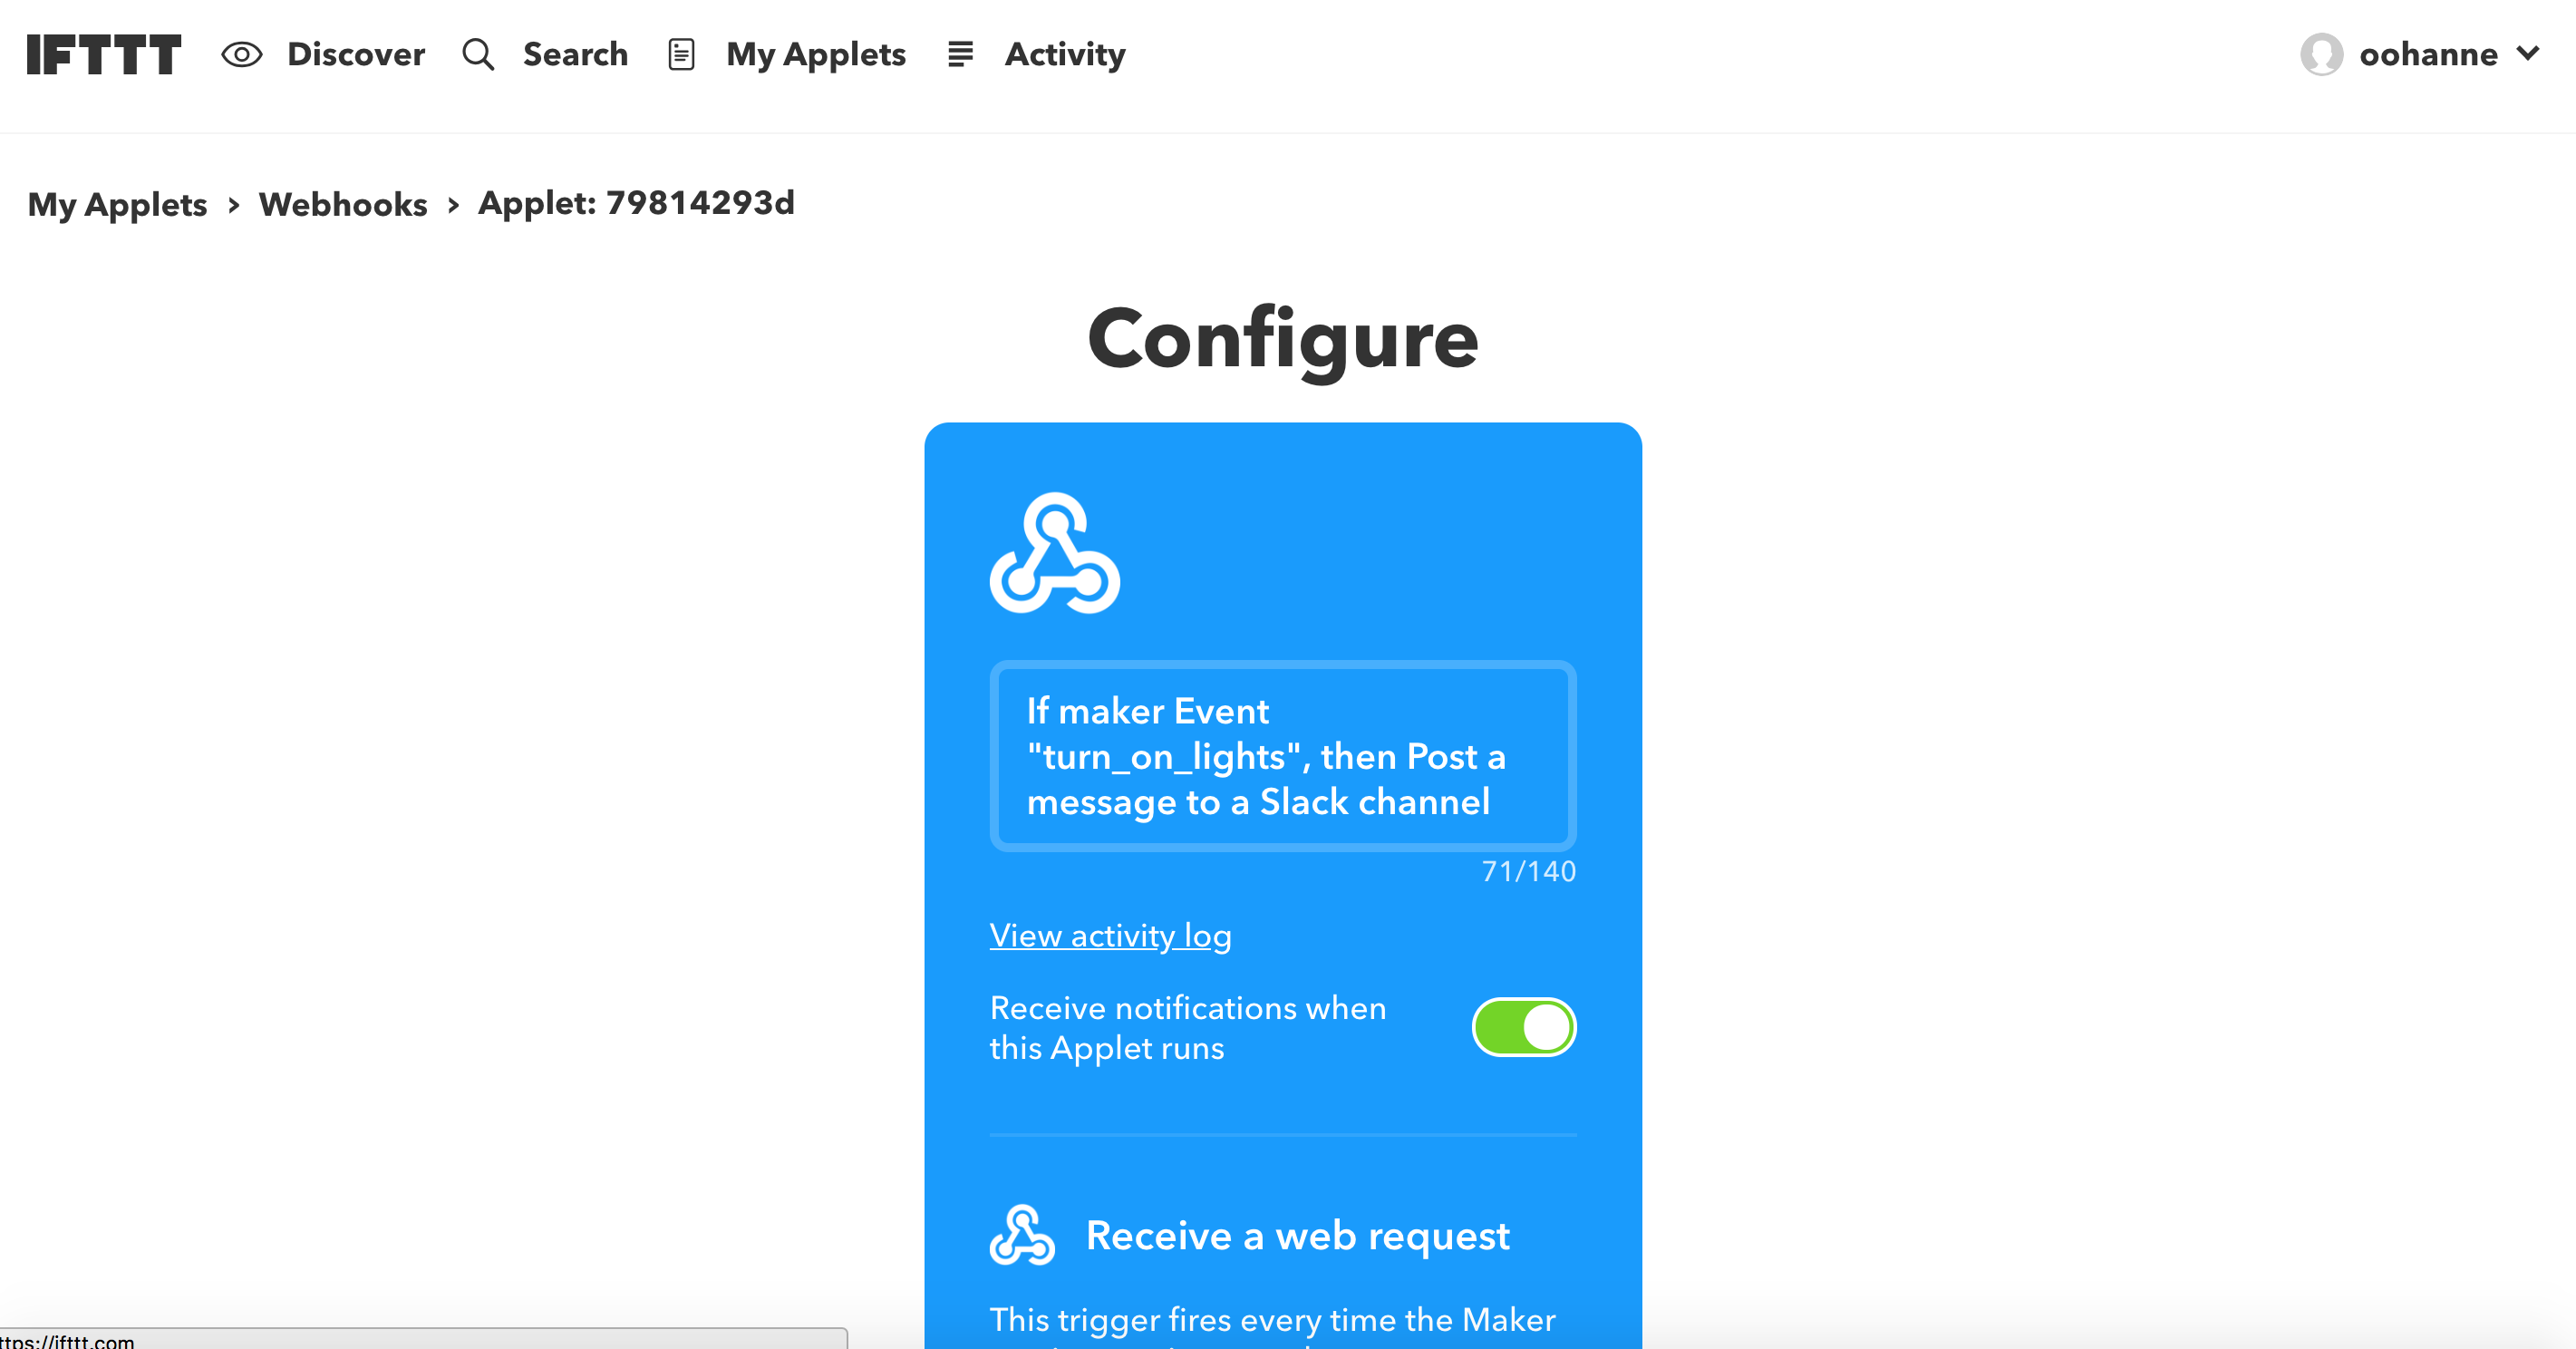 IFTTT Discover Search My Applets Activity oohanne
My Applets > Webhooks > Applet: 79814293d
Configure
If maker Event
"turn_on_lights", then Post a
message to a Slack channel
71/140
View activity log
Receive notifications when
this Applet runs
Receive a web request
This trigger fires every time the Maker
ttps://ifttt.com